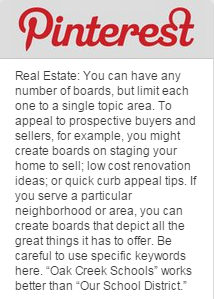 Pinterest
Real Estate: You can have any
number of boards, but limit each
one to a single topic area. To
appeal to prospective buyers and
sellers, for example, you might
create boards on staging your
home to sell; low cost renovation
ideas; or quick curb appeal tips. If
you serve a particular
neighborhood or area, you can
create boards that depict all the
great things it has to offer. Be
careful to use specific keywords
here. “Oak Creek Schools” works
better than “Our School District.”